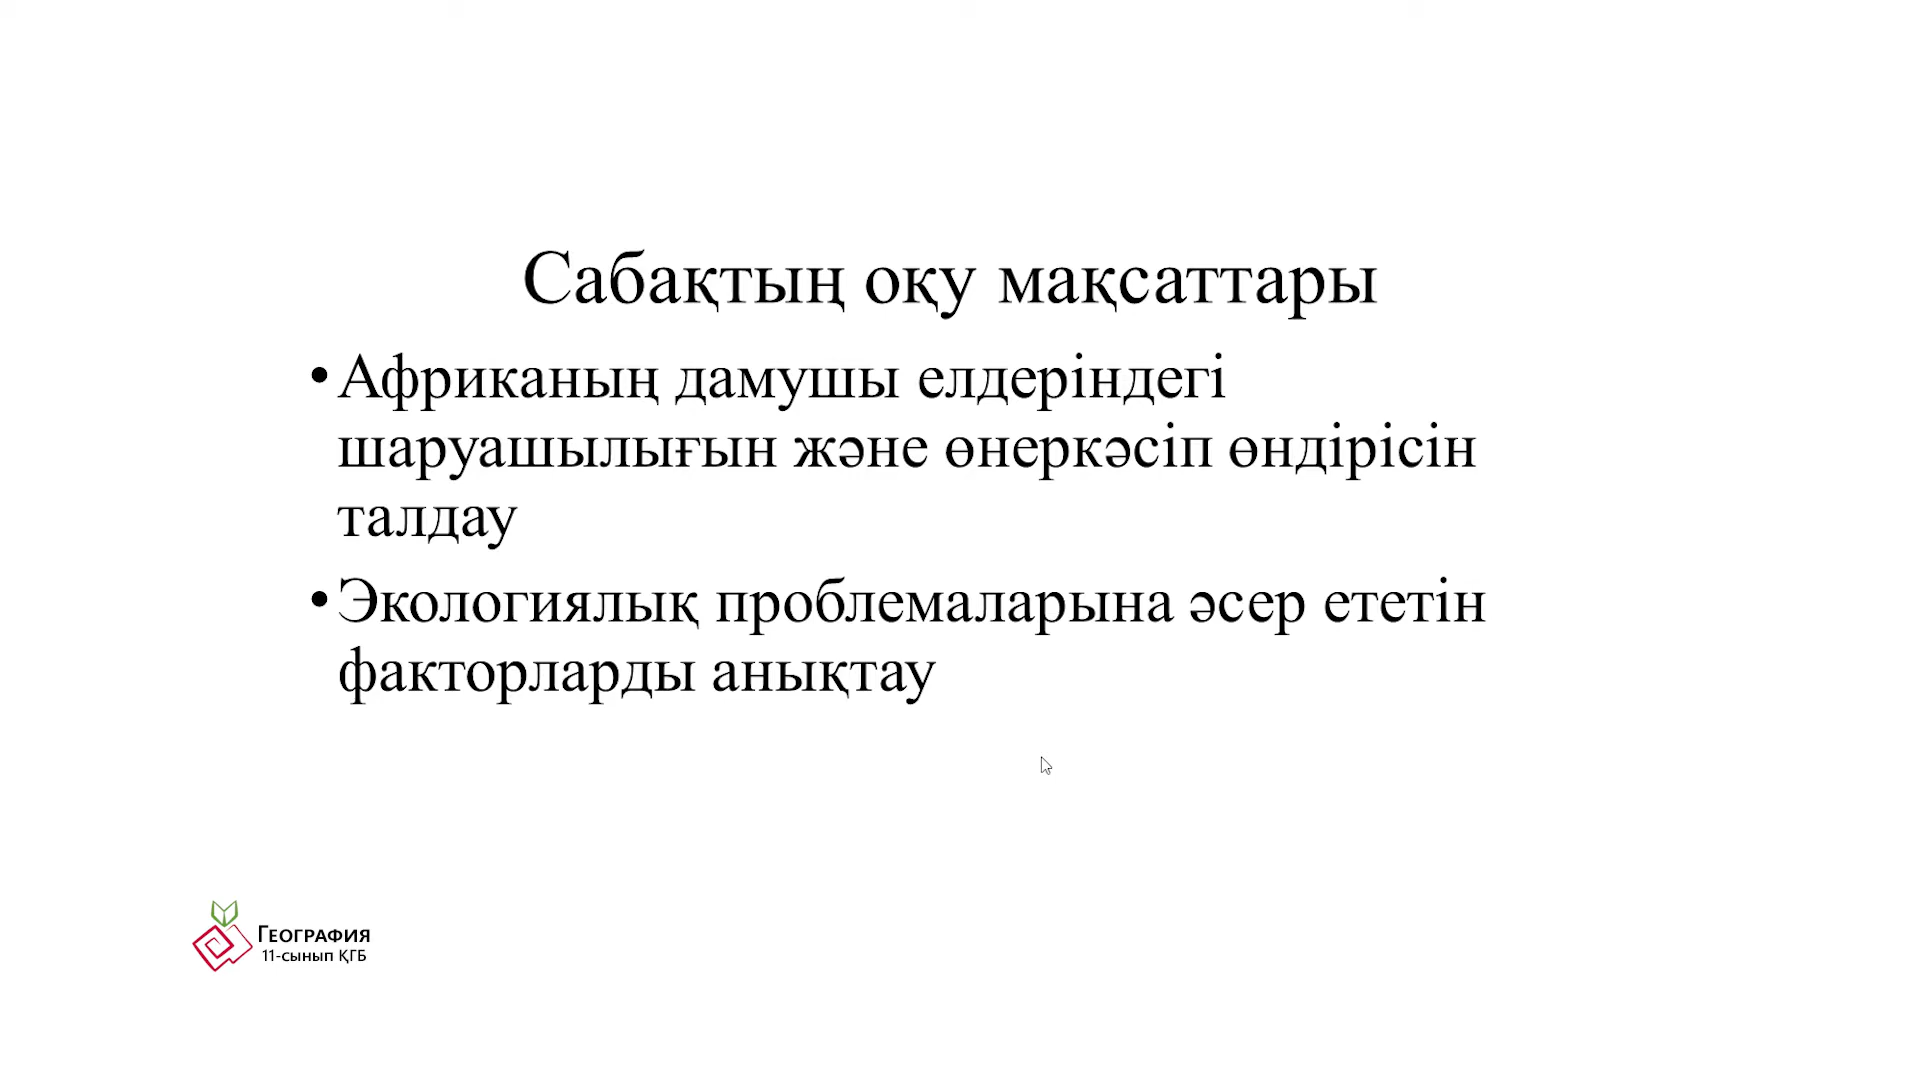 Сабақтың оқу мақсаттары
• Африканың дамушы елдеріндегі
шаруашылығын және өнеркәсіп өндірісін
талдау
• Экологиялық проблемаларына әсер ететін
факторларды анықтау
География
11-сынып ҚГБ